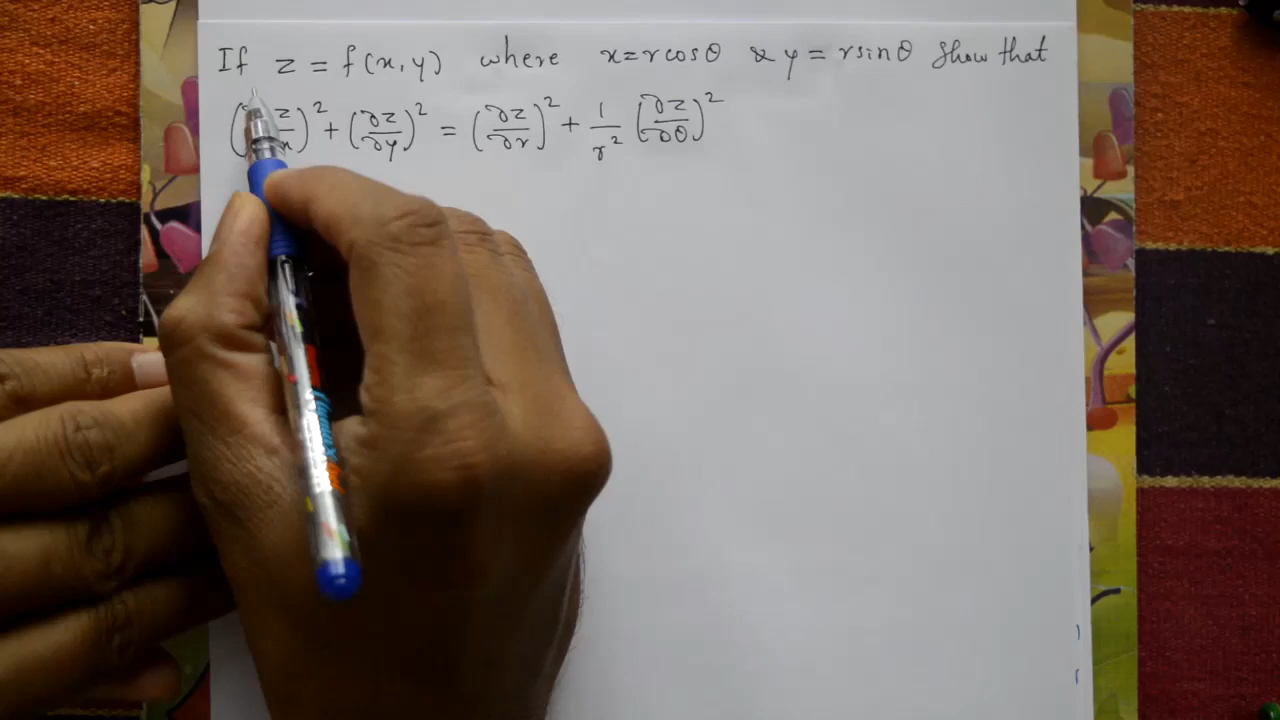 If z = f(x, y) where x = r cos θ & y = r sin θ show that
( z )² + (∂z/∂y)² = (∂z/∂r)² + 1/r² (∂z/∂θ)²